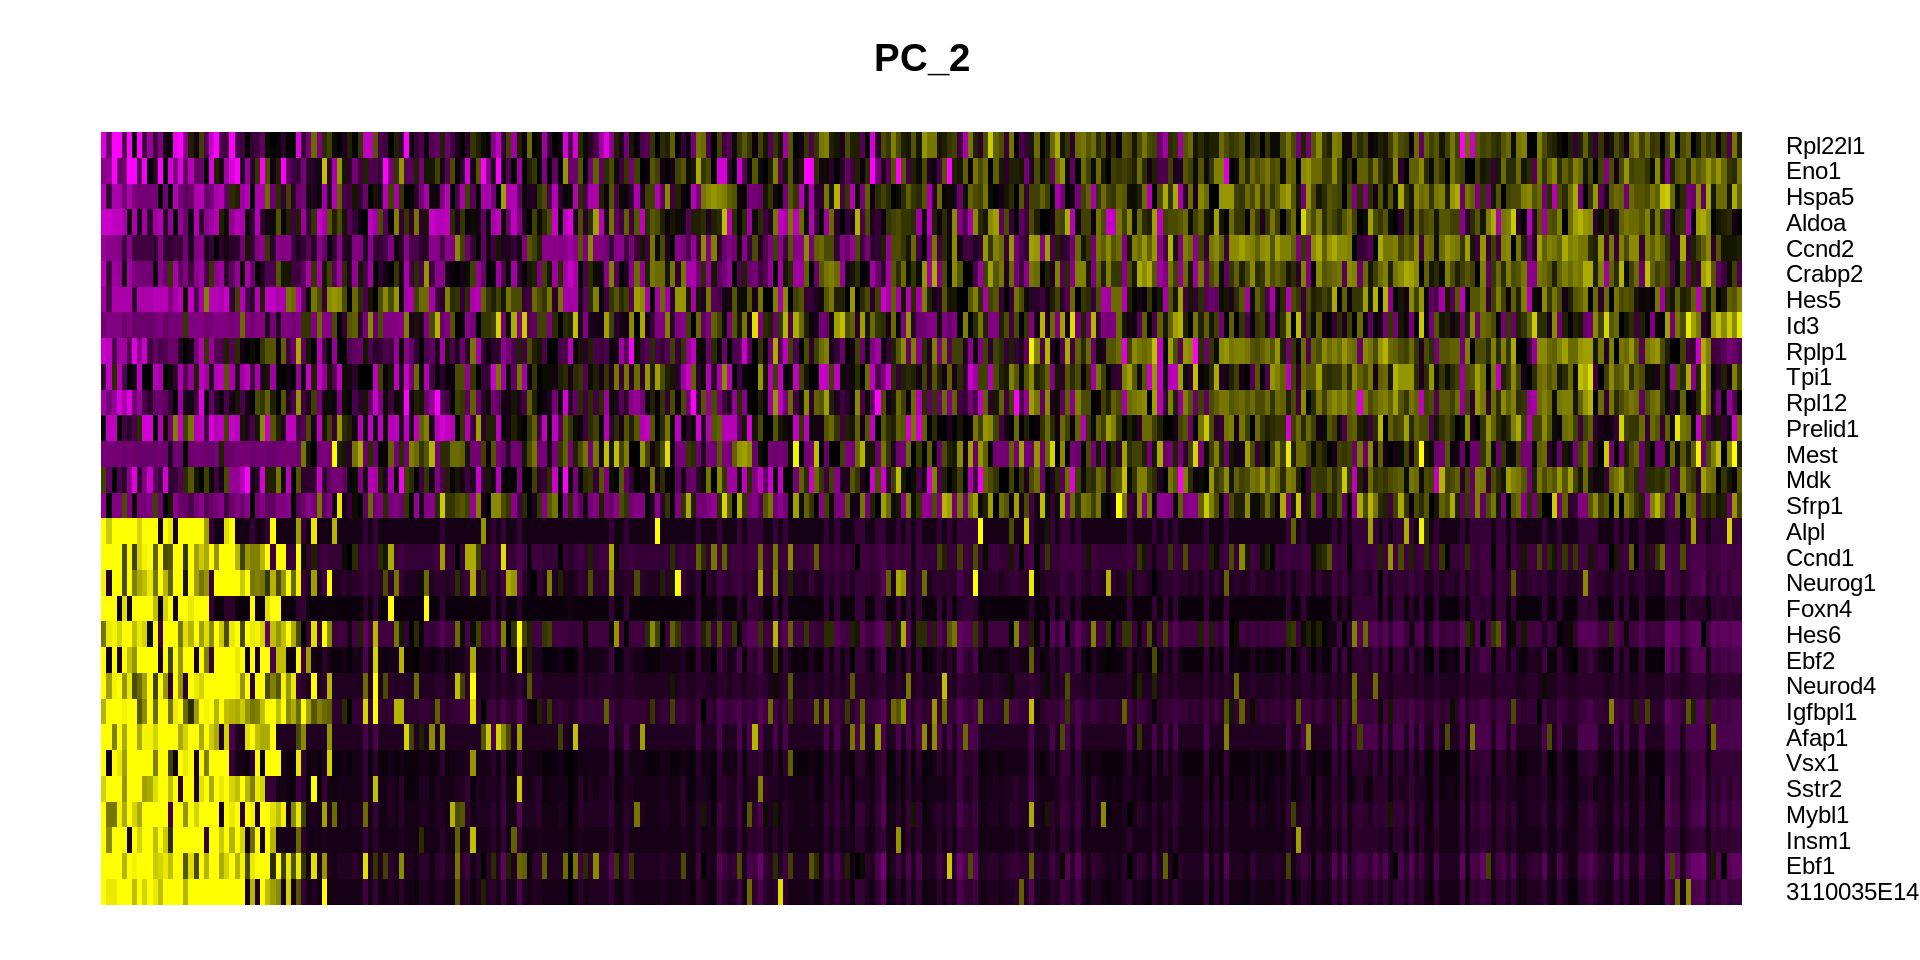 PC_2
Rpl22l1
Eno1
Hspa5
Aldoa
Ccnd2
Crabp2
Hes5
Id3
Rplp1
Tpi1
Rpl12
Prelid1
Mest
Mdk
Sfrp1
Alpl
Ccnd1
Neurog1
Foxn4
Hes6
Ebf2
Neurod4
Igfbpl1
Afap1
Vsx1
Sstr2
Mybl1
Insm1
Ebf1
3110035E14